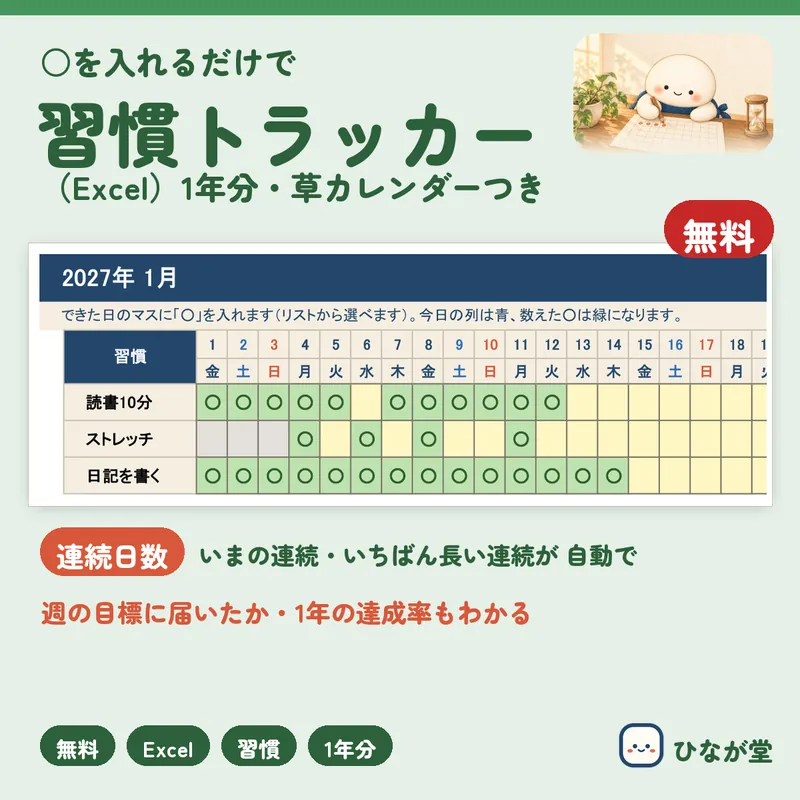 ○を入れるだけで
習慣トラッカー
（Excel）1年分・草カレンダーつき
無料
2027年 1月
できた日のマスに「○」を入れます（リストから選べます）。今日の列は青、数えた○は緑になります。
習慣 1 2 3 4 5 6 7 8 9 10 11 12 13 14 15 16 17 18
金 土 日 月 火 水 木 金 土 日 月 火 水 木 金 土 日 月
読書10分 ○ ○ ○ ○ ○ ○ ○ ○ ○ ○ ○
ストレッチ ○ ○ ○ ○
日記を書く ○ ○ ○ ○ ○ ○ ○ ○ ○ ○ ○ ○ ○ ○
連続日数 いまの連続・いちばん長い連続が 自動で
週の目標に届いたか・1年の達成率もわかる
無料 Excel 習慣 1年分
ひなが堂